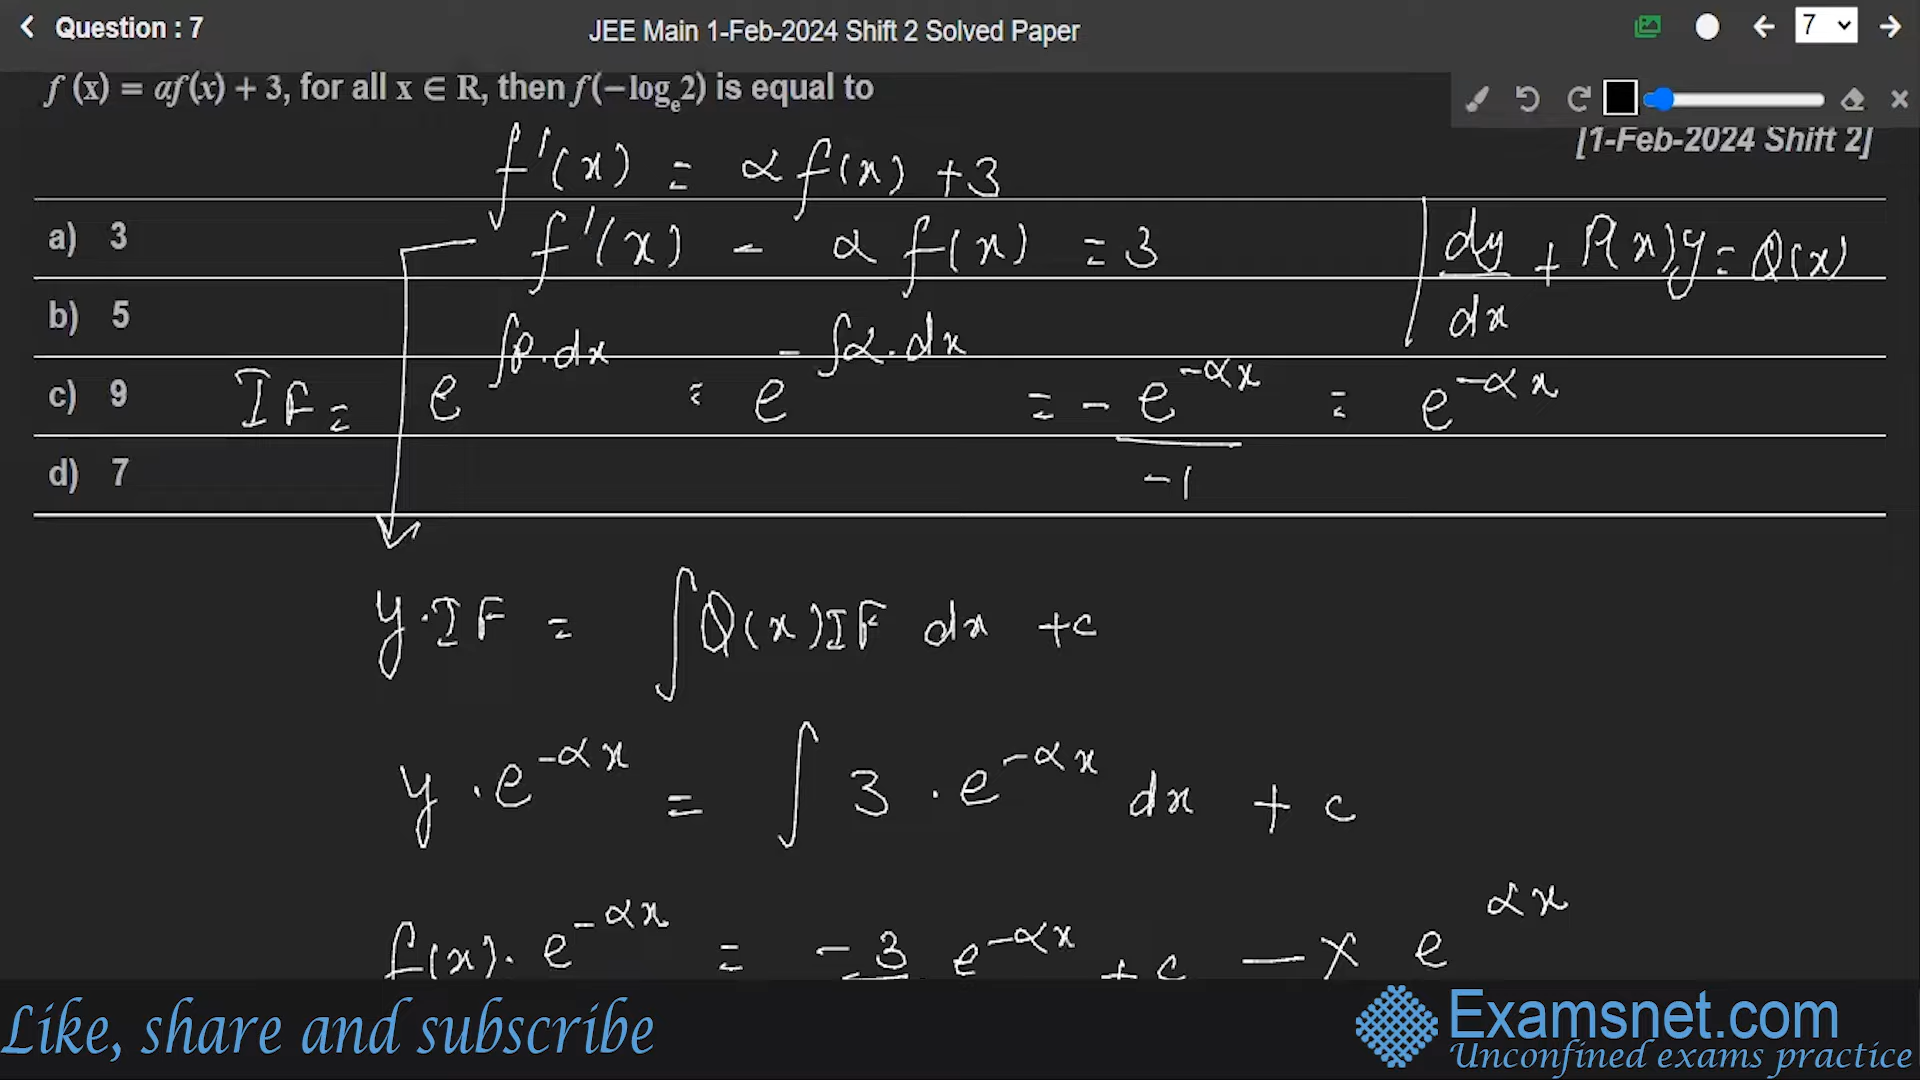 Question : 7
JEE Main 1-Feb-2024 Shift 2 Solved Paper
7
f (x) = αf(x) + 3, for all x ∈ R, then f(−logₑ2) is equal to
[1-Feb-2024 Shift 2]
f'(x) = αf(x) +3
a) 3
f'(x) - αf(x) = 3
dy/dx + P(x)y = Q(x)
b) 5
c) 9
IF = e^∫P.dx = e^-∫α.dx = -e^-αx/-1 = e^-αx
d) 7
y·IF = ∫Q(x)IF dx +c
y·e^-αx = ∫3·e^-αx dx + c
f(x)·e^-αx = -3 e^-αx + c — × e^αx
Like, share and subscribe
Examsnet.com
Unconfined exams practice